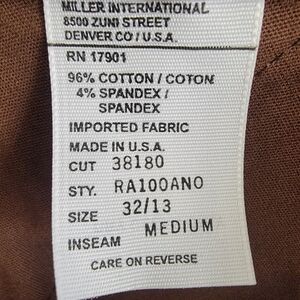 MILLER INTERNATIONAL
8500 ZUNI STREET
DENVER CO / U.S.A.
RN 17901
96% COTTON / COTON
4% SPANDEX /
SPANDEX
IMPORTED FABRIC
MADE IN U.S.A.
CUT 38180
STY. RA100ANO
SIZE 32/13
INSEAM MEDIUM
CARE ON REVERSE